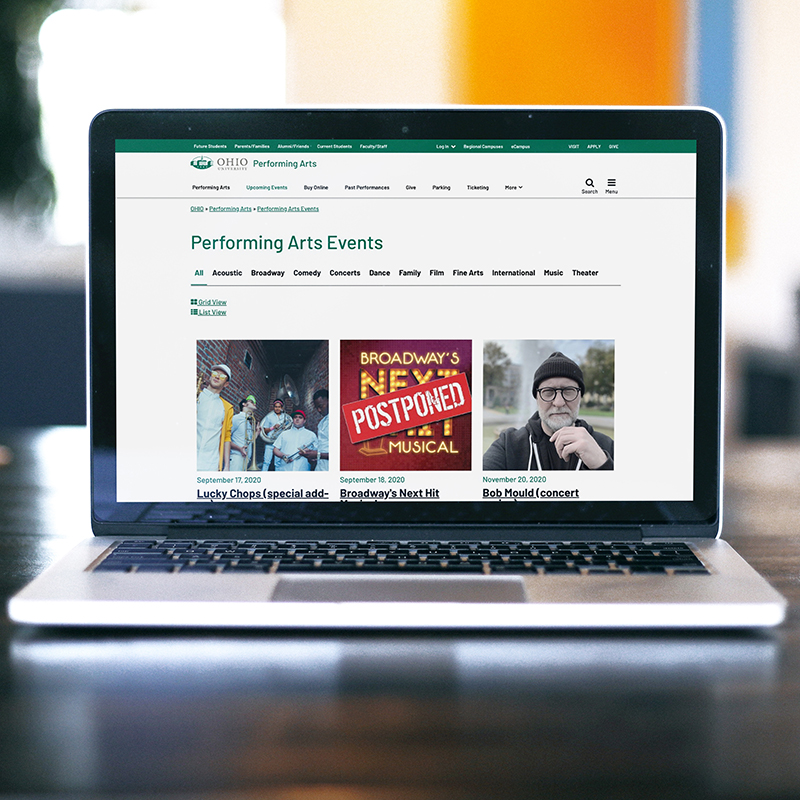 Future Students Parents/Families Alumni/Friends Current Students Faculty/Staff Log In Regional Campuses eCampus VISIT APPLY GIVE
OHIO UNIVERSITY Performing Arts
Performing Arts Upcoming Events Buy Online Past Performances Give Parking Ticketing More Search Menu
OHIO » Performing Arts » Performing Arts Events
Performing Arts Events
All Acoustic Broadway Comedy Concerts Dance Family Film Fine Arts International Music Theater
Grid View
List View
BROADWAY'S
NEXT
POSTPONED
MUSICAL
September 17, 2020 September 18, 2020 November 20, 2020
Lucky Chops (special add- Broadway's Next Hit Bob Mould (concert